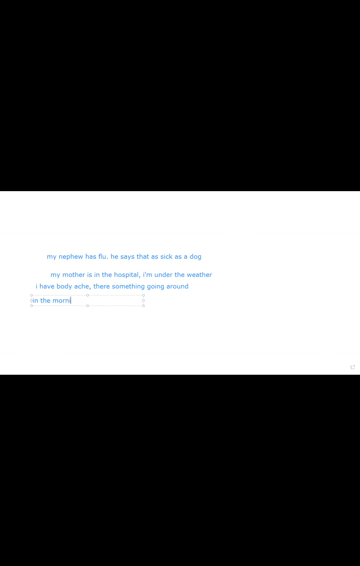 my nephew has flu. he says that as sick as a dog
my mother is in the hospital, i'm under the weather
i have body ache, there something going around
in the morni